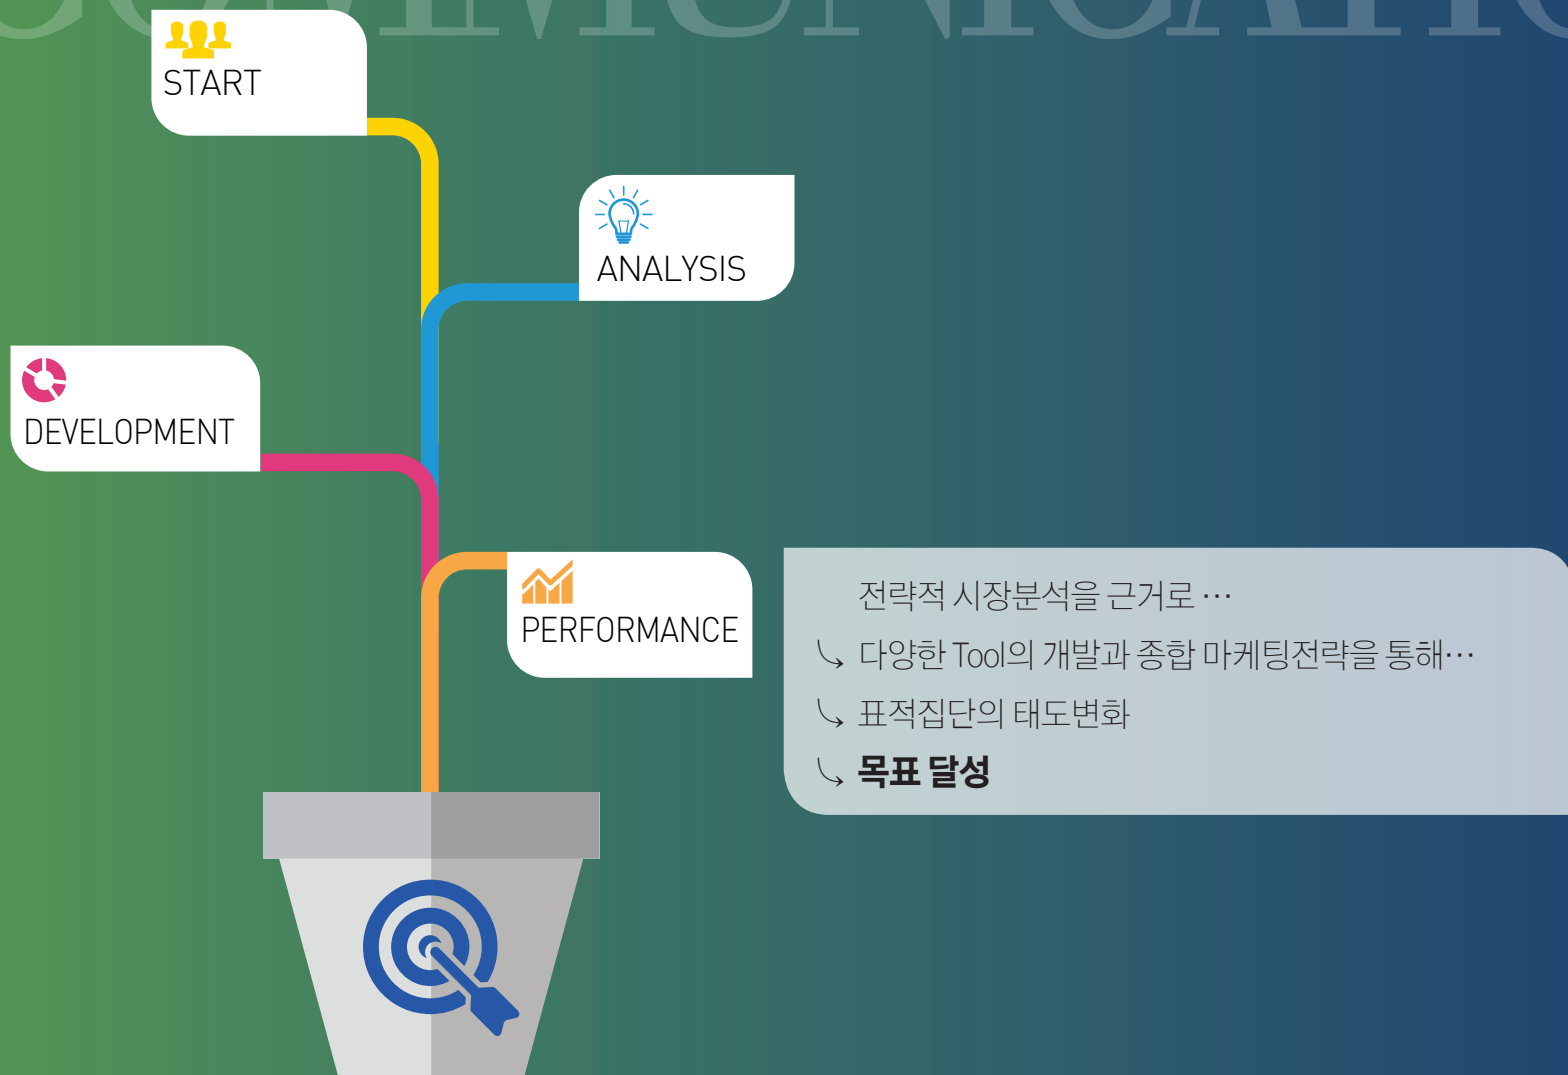 COMMUNICATIO
START
ANALYSIS
DEVELOPMENT
PERFORMANCE
전략적 시장분석을 근거로 …
다양한 Tool의 개발과 종합 마케팅전략을 통해…
표적집단의 태도변화
목표 달성